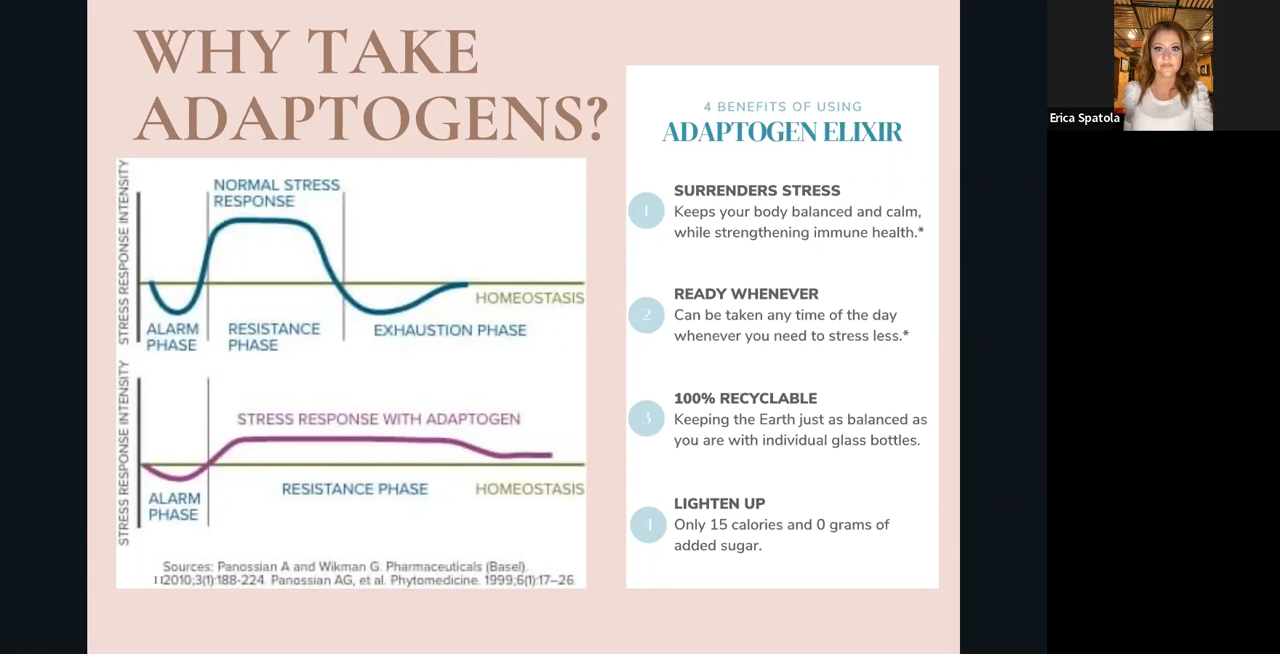 WHY TAKE
ADAPTOGENS?
STRESS RESPONSE INTENSITY
NORMAL STRESS
RESPONSE
HOMEOSTASIS
ALARM
PHASE
RESISTANCE
PHASE
EXHAUSTION PHASE
STRESS RESPONSE INTENSITY
STRESS RESPONSE WITH ADAPTOGEN
ALARM
PHASE
RESISTANCE PHASE
HOMEOSTASIS
Sources: Panossian A and Wikman G. Pharmaceuticals (Basel).
112010;3(1):188-224. Panossian AG, et al. Phytomedicine. 1999;6(1):17–26.
4 BENEFITS OF USING
ADAPTOGEN ELIXIR
1
SURRENDERS STRESS
Keeps your body balanced and calm,
while strengthening immune health.*
2
READY WHENEVER
Can be taken any time of the day
whenever you need to stress less.*
3
100% RECYCLABLE
Keeping the Earth just as balanced as
you are with individual glass bottles.
4
LIGHTEN UP
Only 15 calories and 0 grams of
added sugar.
Erica Spatola